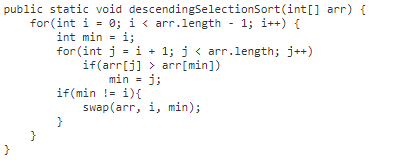 public static void descendingSelectionSort(int[] arr) {
    for(int i = 0; i < arr.length - 1; i++) {
        int min = i;
        for(int j = i + 1; j < arr.length; j++)
            if(arr[j] > arr[min])
                min = j;
        if(min != i){
            swap(arr, i, min);
        }
    }
}